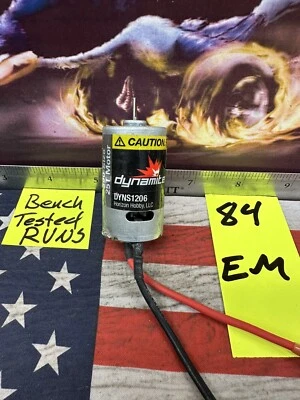 CAUTION
25T Motor
dynamite
DYNS1206
Horizon Hobby, LLC
Bench
Tested
RUNS
84
EM